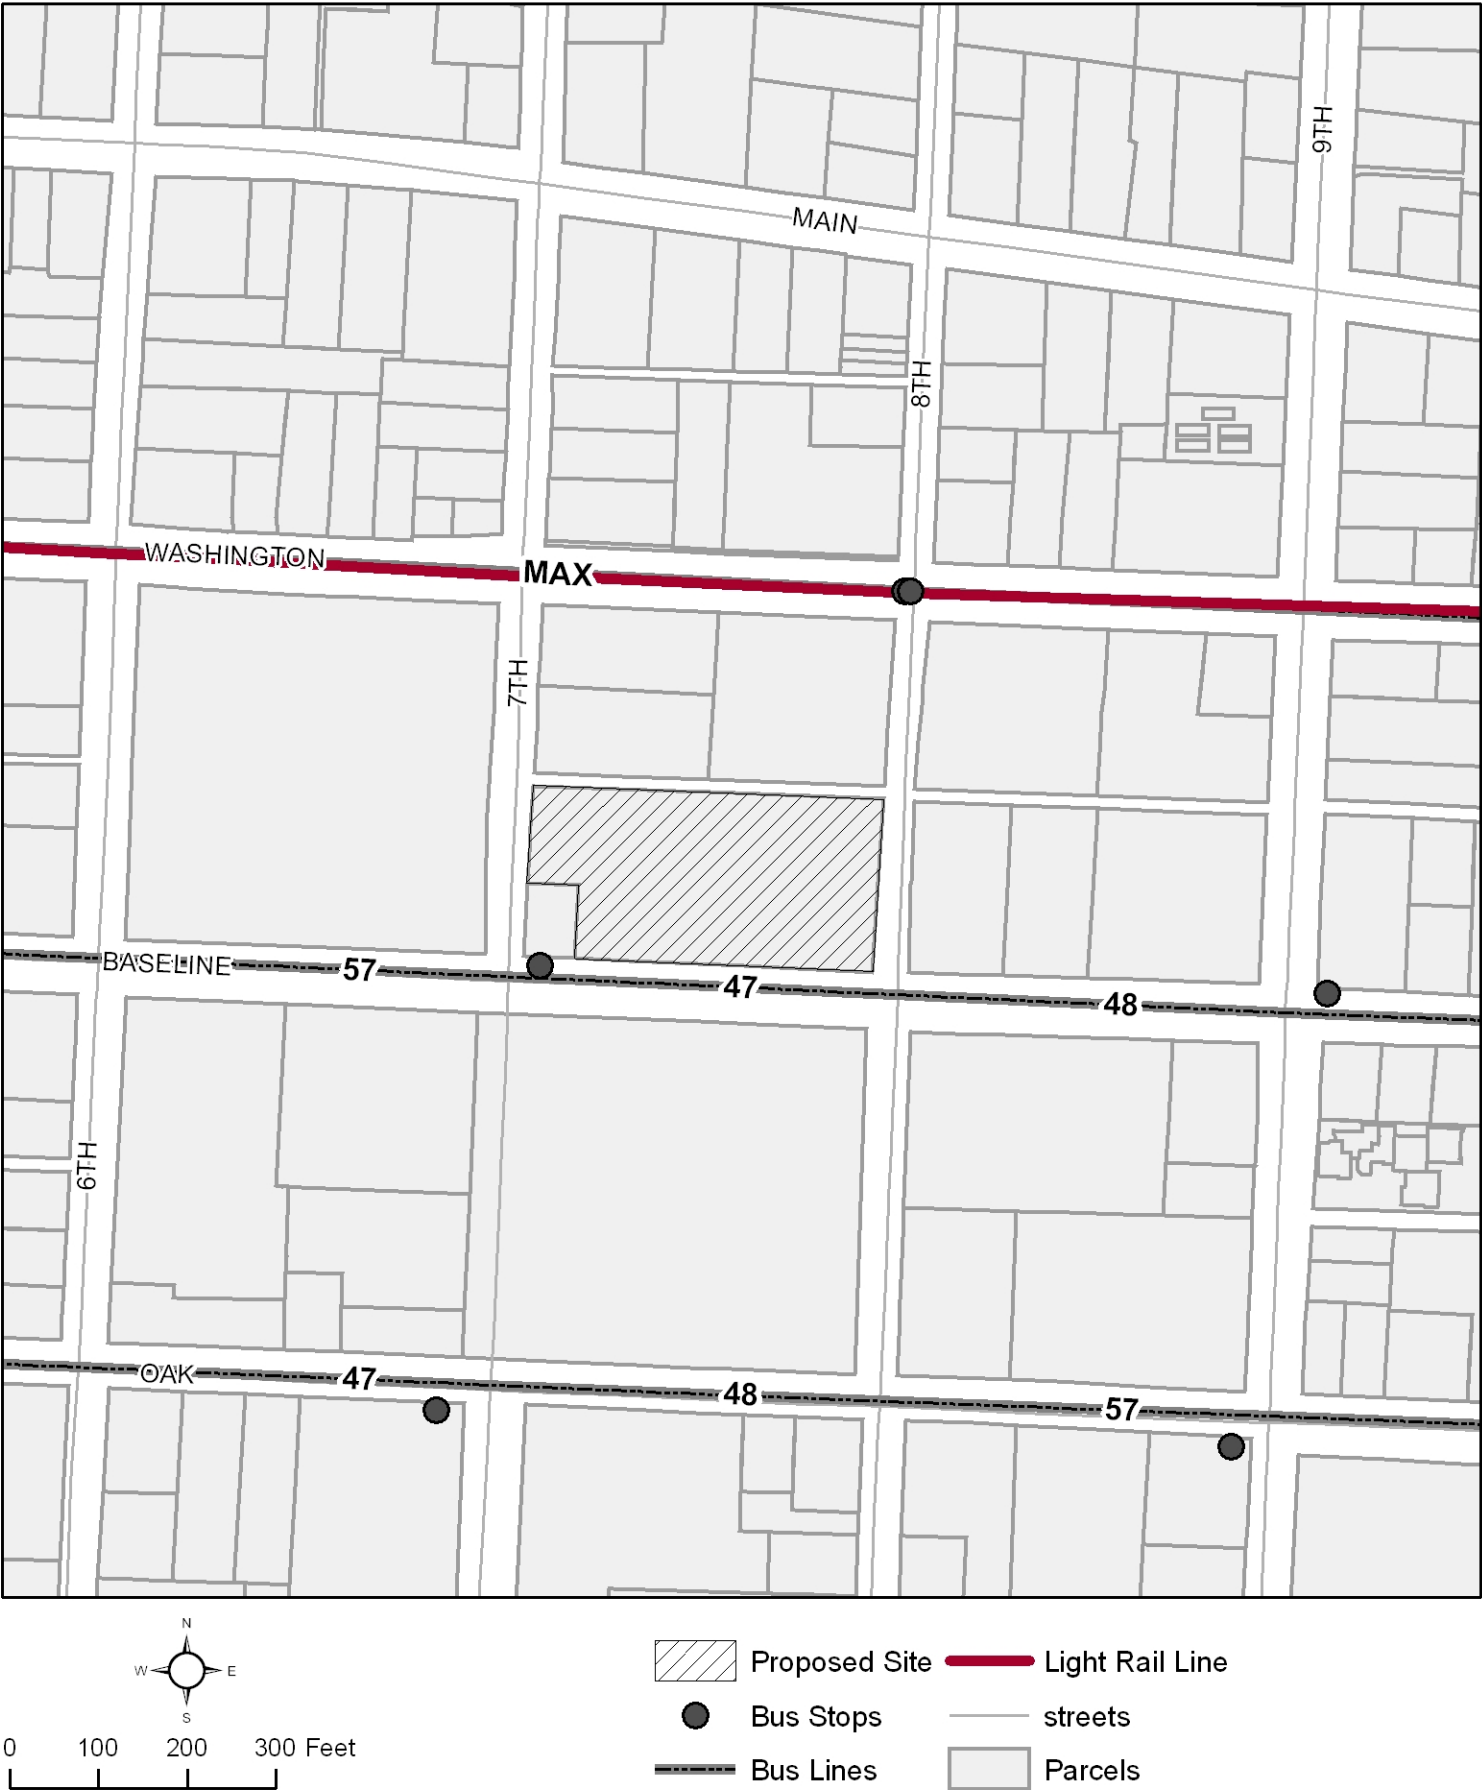 9TH
MAIN
8TH
WASHINGTON
MAX
7TH
BASELINE
57
47
48
6TH
OAK
47
48
57
N
W E
S
0 100 200 300 Feet
Proposed Site
Light Rail Line
Bus Stops
streets
Bus Lines
Parcels